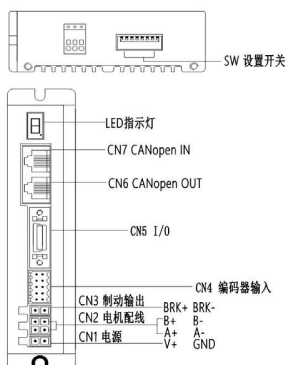 SW 设置开关
LED指示灯
CN7 CANopen IN
CN6 CANopen OUT
CN5 I/O
CN4 编码器输入
CN3 制动输出
BRK+ BRK-
CN2 电机配线
B+ B-
A+ A-
CN1 电源
V+ GND